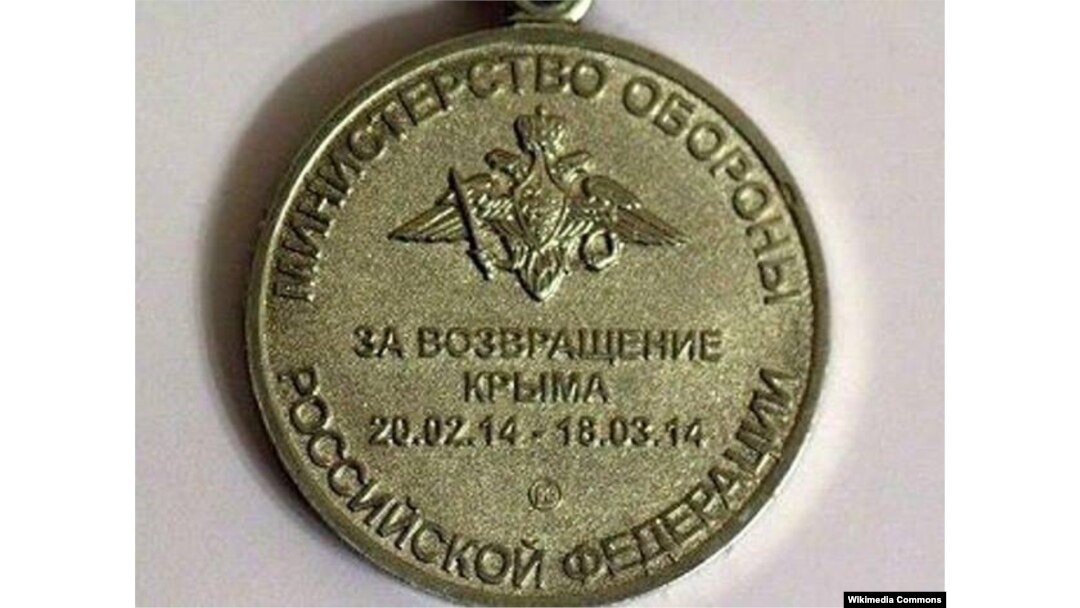 МИНИСТЕРСТВО ОБОРОНЫ
ЗА ВОЗВРАЩЕНИЕ
КРЫМА
20.02.14 - 18.03.14
РОССИЙСКОЙ ФЕДЕРАЦИИ
Wikimedia Commons